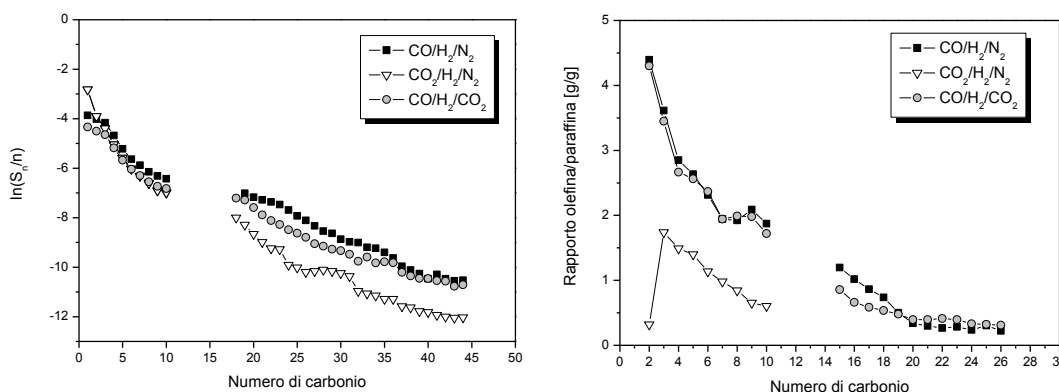 0
-2
-4
-6
-8
-10
-12
0 5 10 15 20 25 30 35 40 45 50
ln(Sₙ/n)
Numero di carbonio
CO/H₂/N₂
CO₂/H₂/N₂
CO/H₂/CO₂
5
4
3
2
1
0
0 2 4 6 8 10 12 14 16 18 20 22 24 26 28 30
Rapporto olefina/paraffina [g/g]
Numero di carbonio
CO/H₂/N₂
CO₂/H₂/N₂
CO/H₂/CO₂